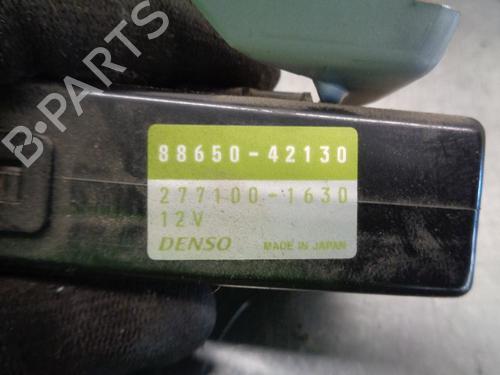 88650-42130
277100-1630
12V
DENSO MADE IN JAPAN
B-PARTS